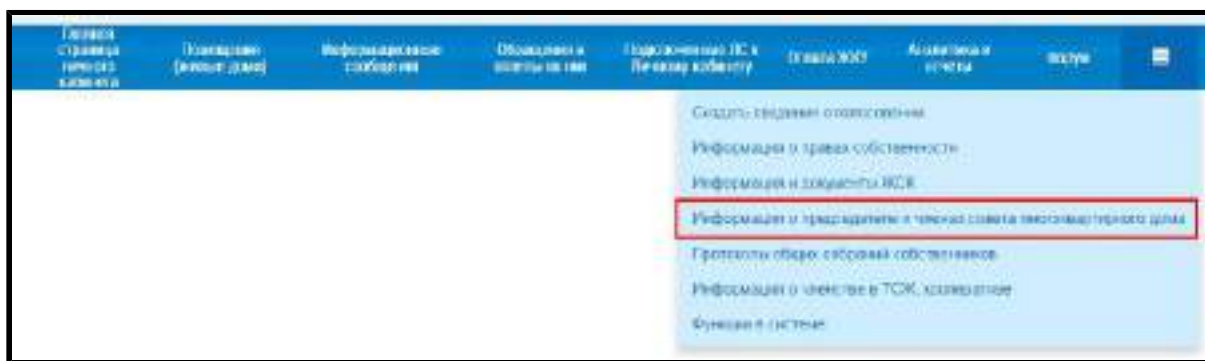 Главная
страница
личного
кабинета
Помещения
(жилые дома)
Информационные
сообщения
Обращения и
ответы на них
Подключенные ЛС к
Личному кабинету
Оплата ЖКУ
Аналитика и
отчеты
Форум
Создать сведения о голосовании
Информация о правах собственности
Информация и документы ЖСК
Информация о председателе и членах совета многоквартирного дома
Протоколы общих собраний собственников
Информация о членстве в ТСЖ, кооперативе
Функции в системе